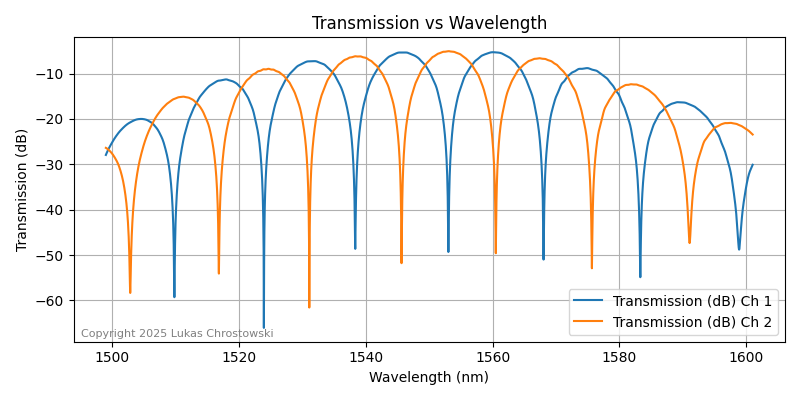 Transmission vs Wavelength
Transmission (dB)
−10
−20
−30
−40
−50
−60
Transmission (dB) Ch 1
Transmission (dB) Ch 2
Copyright 2025 Lukas Chrostowski
1500 1520 1540 1560 1580 1600
Wavelength (nm)